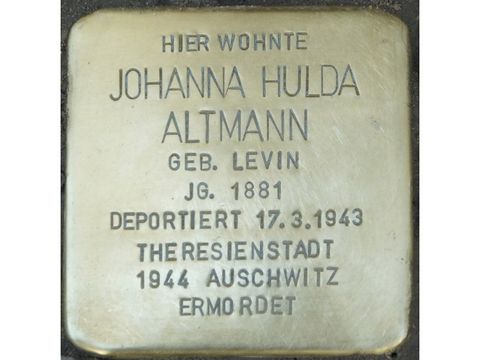 HIER WOHNTE
JOHANNA HULDA
ALTMANN
GEB. LEVIN
JG. 1881
DEPORTIERT 17.3.1943
THERESIENSTADT
1944 AUSCHWITZ
ERMORDET